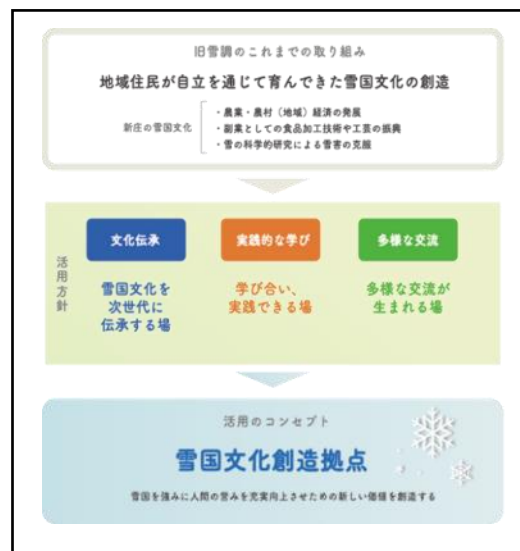 旧雪調のこれまでの取り組み
地域住民が自立を通じて育んできた雪国文化の創造
新庄の雪国文化
・農業・農村（地域）経済の発展
・副業としての食品加工技術や工芸の振興
・雪の科学的研究による雪害の克服
活用方針
文化伝承
雪国文化を
次世代に
伝承する場
実践的な学び
学び合い、
実践できる場
多様な交流
多様な交流が
生まれる場
活用のコンセプト
雪国文化創造拠点
雪国を強みに人間の営みを充実向上させための新しい価値を創造する